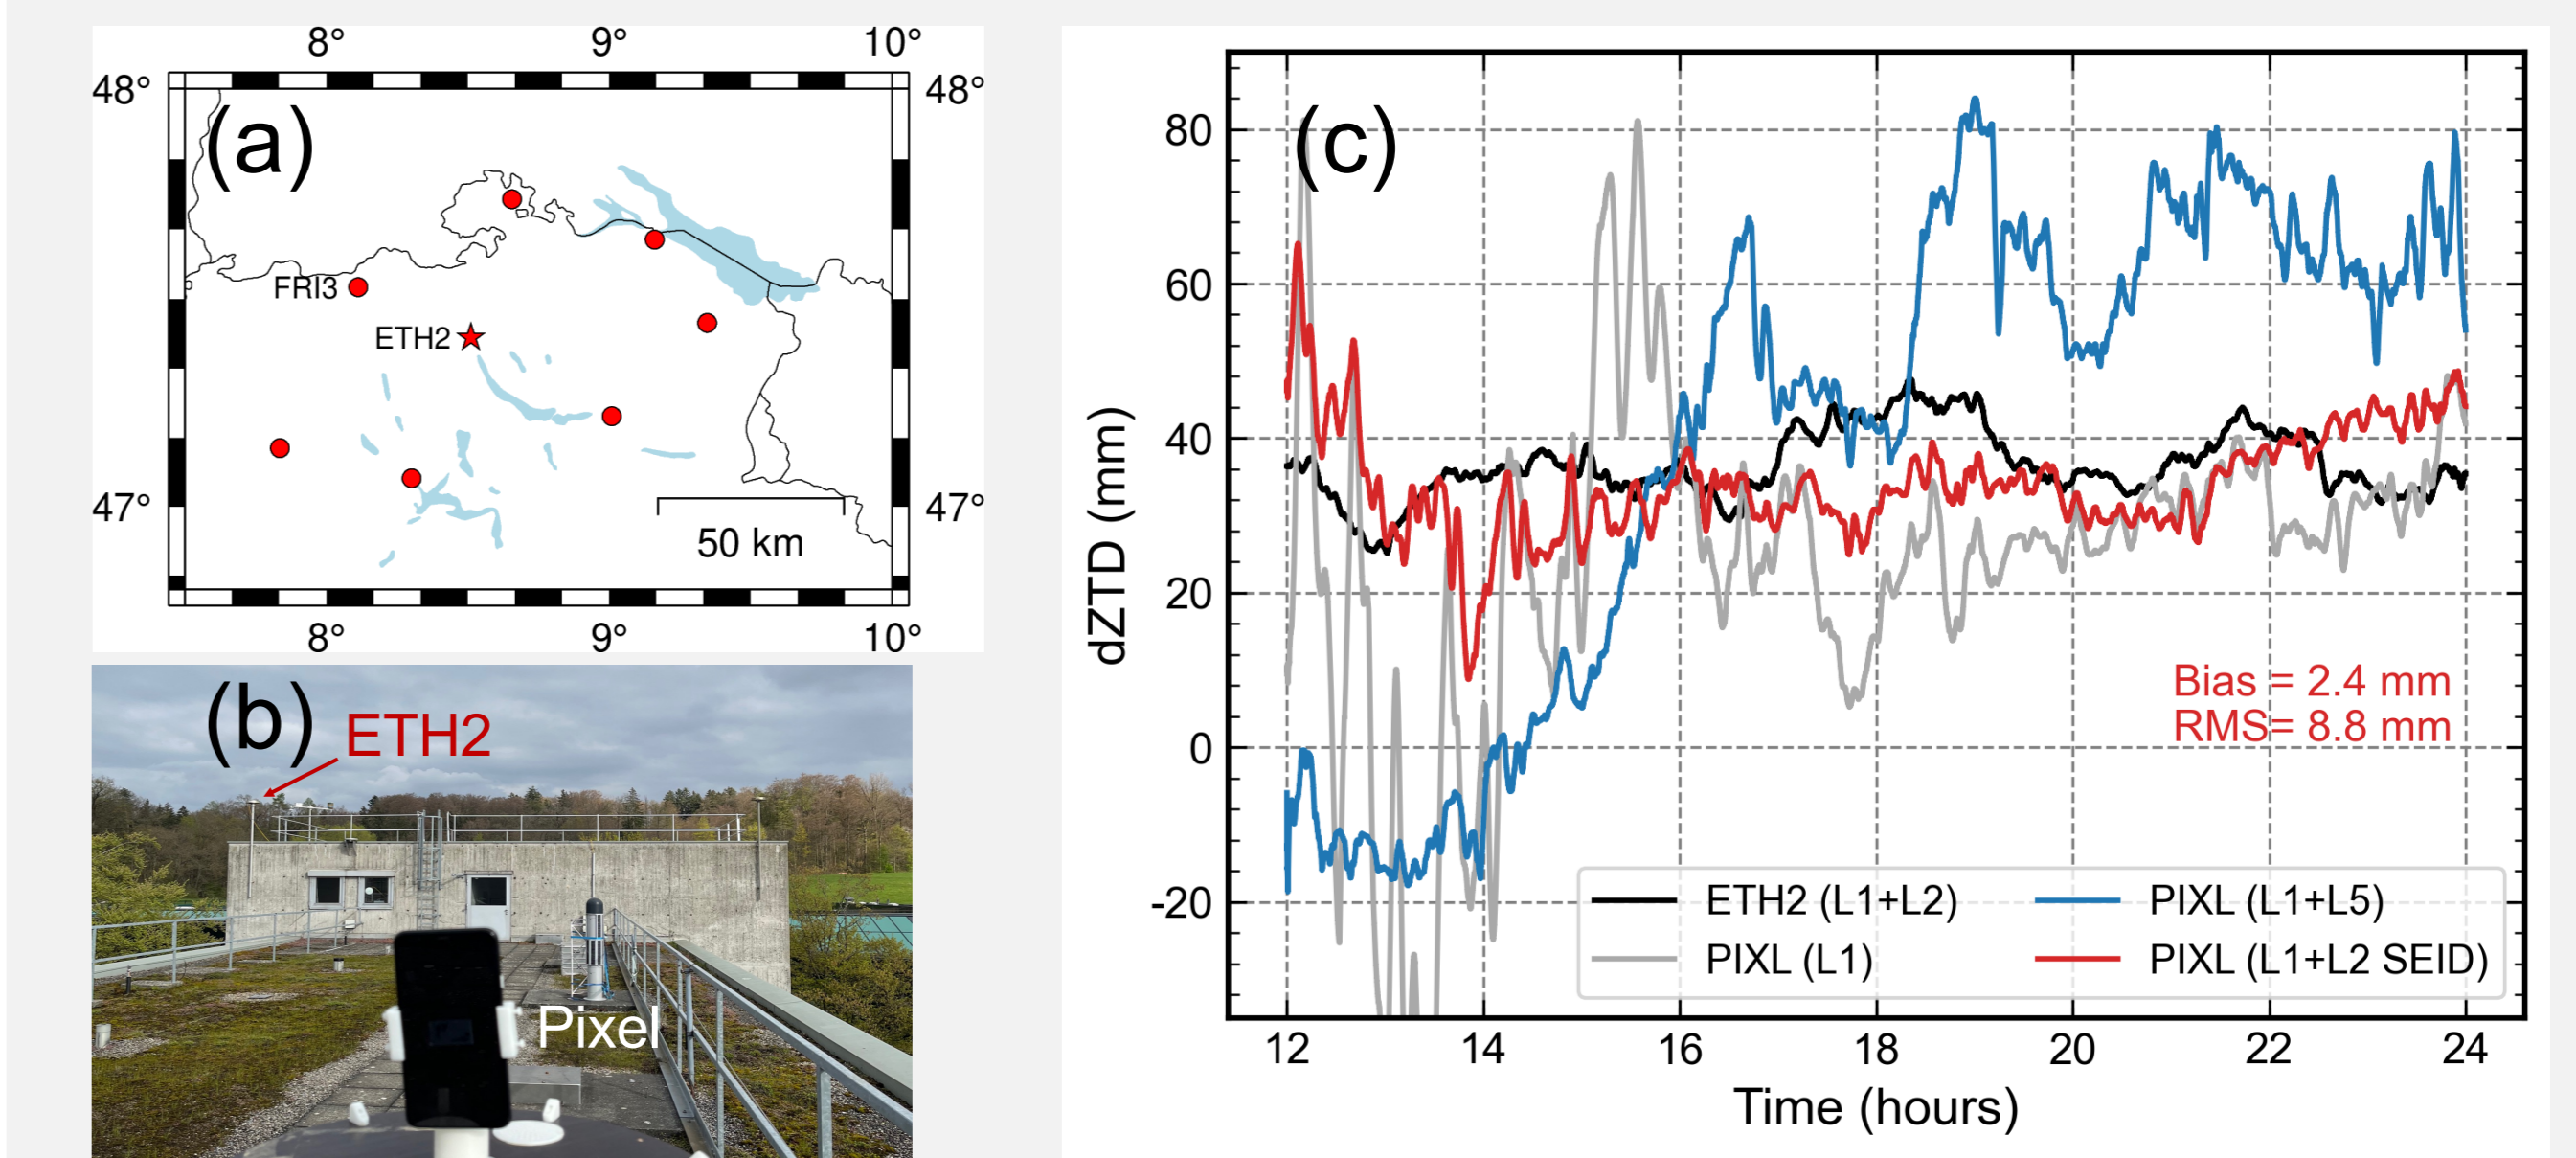 8° 9° 10°
48° 48°
(a)
FRI3
ETH2
47° 47°
50 km
8° 9° 10°
(b) ETH2
Pixel
(c)
80
60
40
20
0
-20
dZTD (mm)
Bias = 2.4 mm
RMS= 8.8 mm
ETH2 (L1+L2) PIXL (L1+L5)
PIXL (L1) PIXL (L1+L2 SEID)
12 14 16 18 20 22 24
Time (hours)